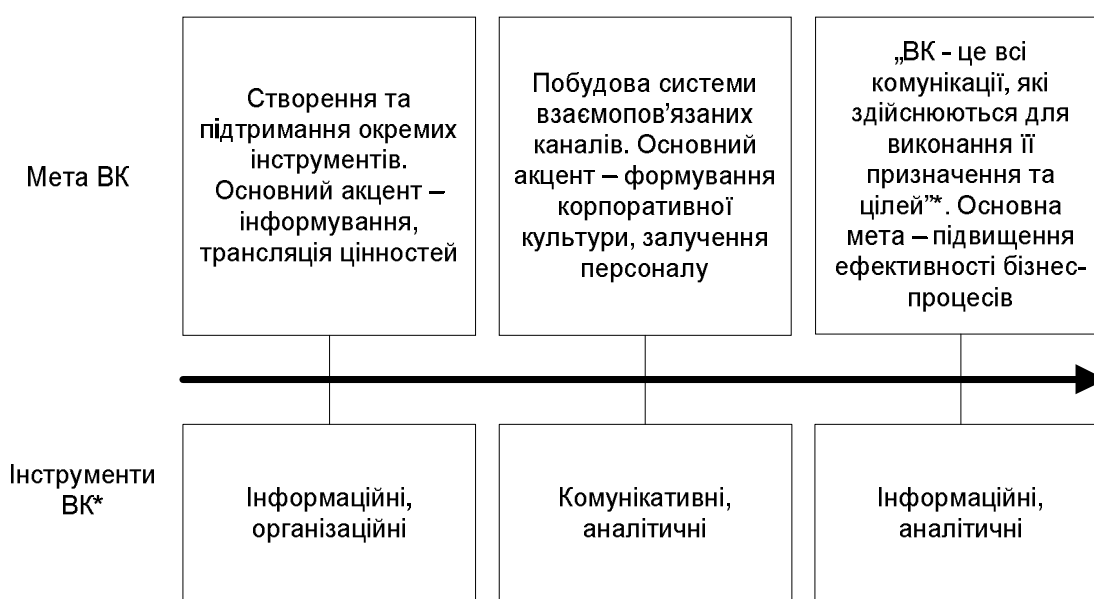 Мета ВК
Створення та
підтримання окремих
інструментів.
Основний акцент –
інформування,
трансляція цінностей
Побудова системи
взаємопов’язаних
каналів. Основний
акцент – формування
корпоративної
культури, залучення
персоналу
„ВК - це всі
комунікації, які
здійснюються для
виконання її
призначення та
цілей”*. Основна
мета – підвищення
ефективності бізнес-
процесів
Інструменти
ВК*
Інформаційні,
організаційні
Комунікативні,
аналітичні
Інформаційні,
аналітичні